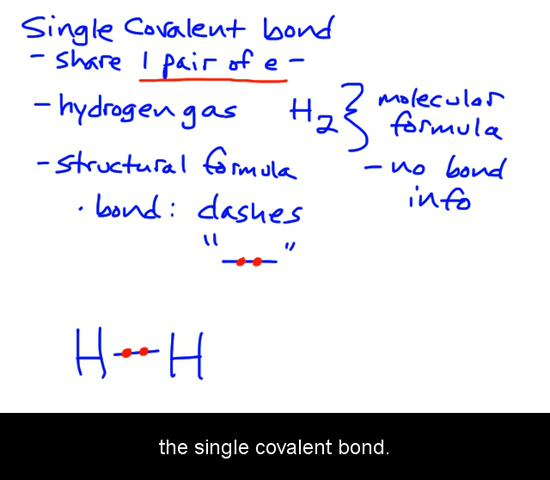 Single Covalent bond
- share 1 pair of e-
- hydrogen gas H2 } molecular formula
- structural formula - no bond info
. bond: dashes
" — "
H — H
the single covalent bond.